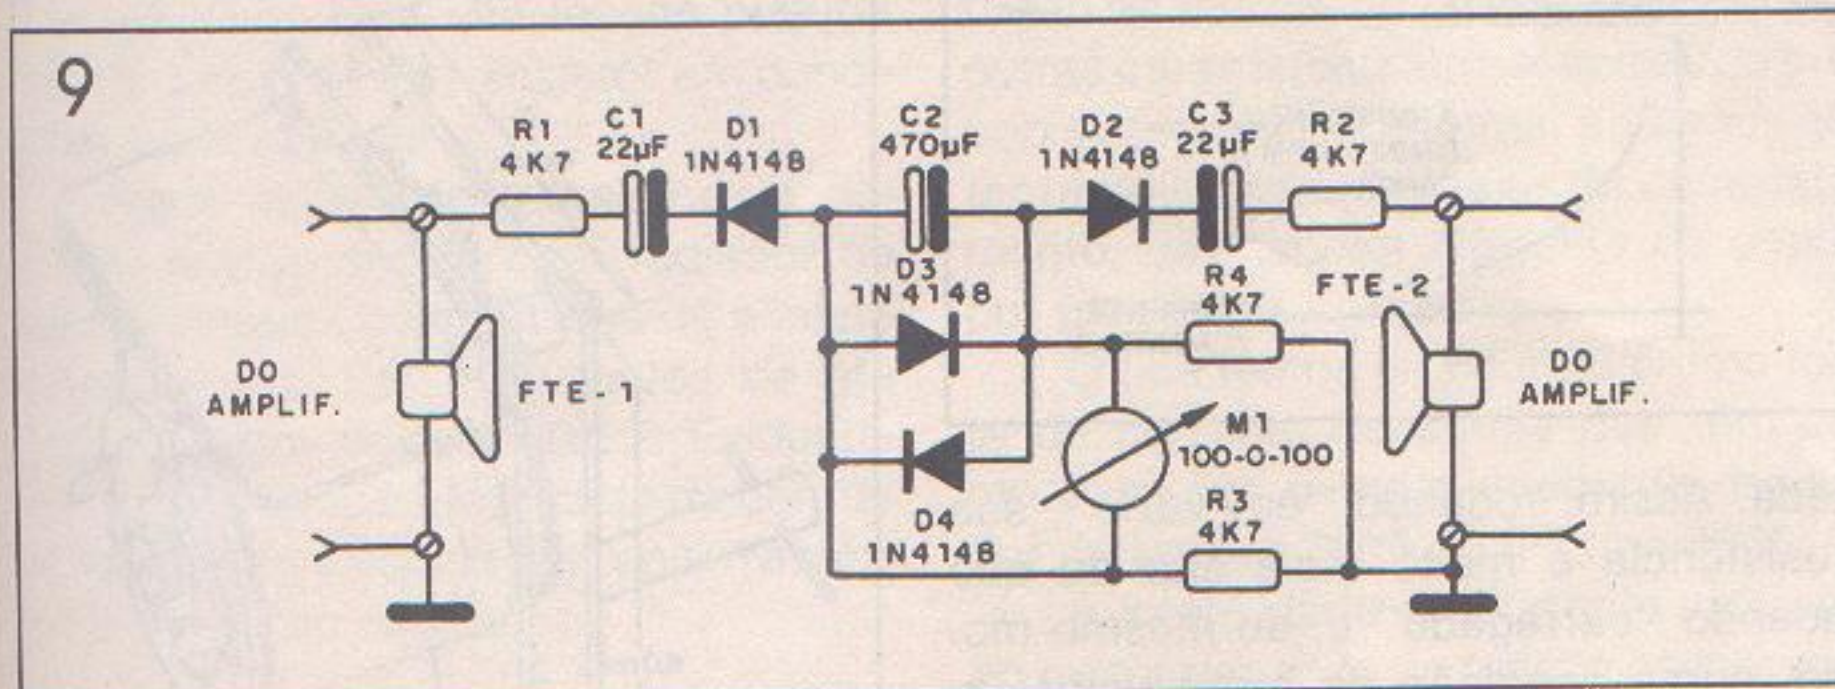 9
R1
4K7
C1
22µF
D1
1N4148
C2
470µF
D2
1N4148
C3
22µF
R2
4K7
D3
1N4148
R4
4K7
FTE-2
DO
AMPLIF.
FTE-1
M1
100-0-100
DO
AMPLIF.
R3
4K7
D4
1N4148